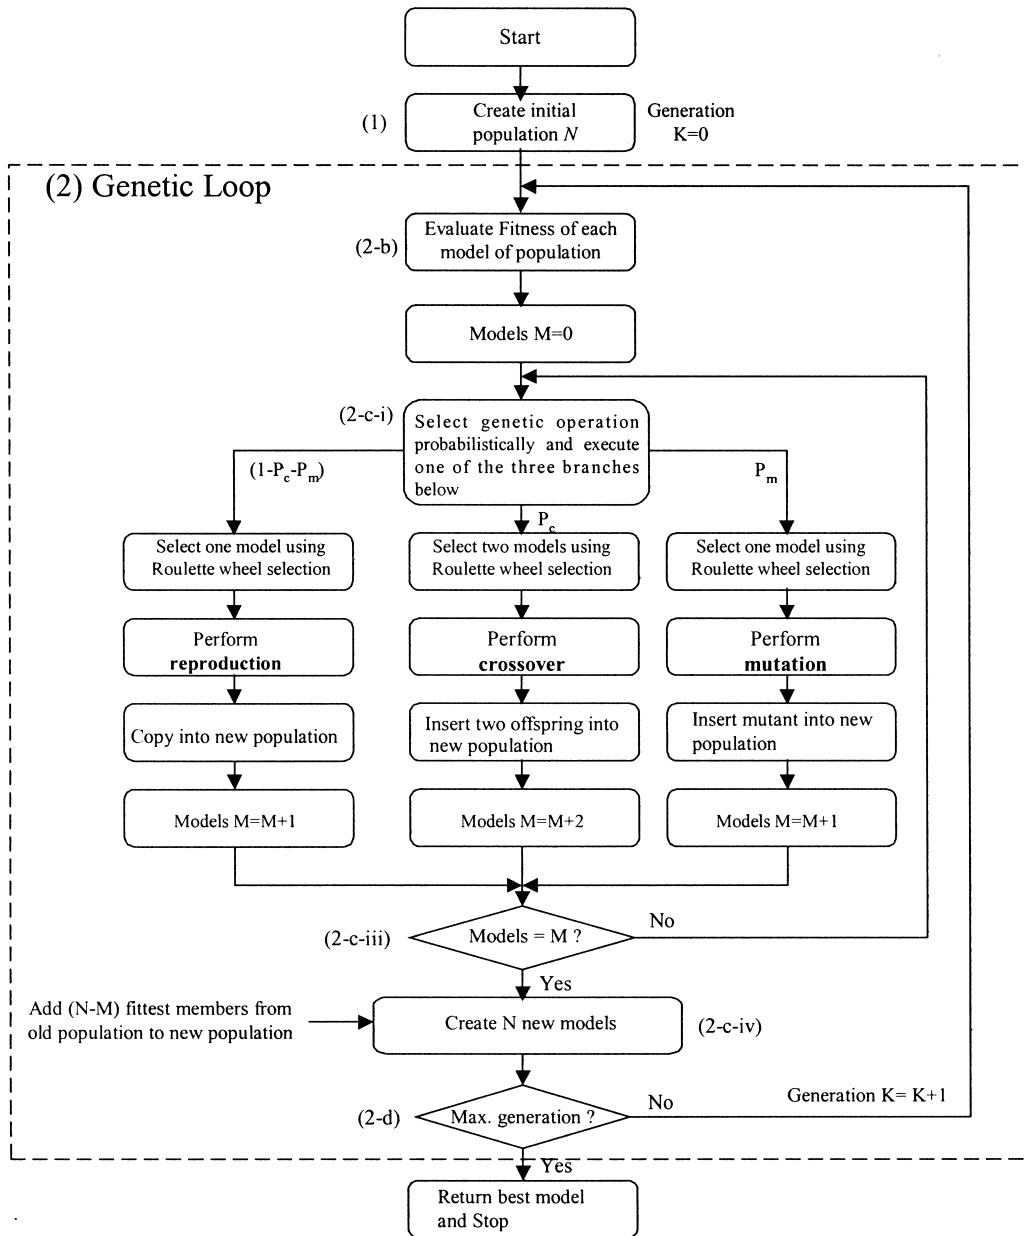 Start
(1)
Create initial
population N
Generation
K=0
(2) Genetic Loop
(2-b)
Evaluate Fitness of each
model of population
Models M=0
(2-c-i)
Select genetic operation
probabilistically and execute
one of the three branches
below
(1-Pc-Pm)
Pc
Pm
Select one model using
Roulette wheel selection
Select two models using
Roulette wheel selection
Select one model using
Roulette wheel selection
Perform
reproduction
Perform
crossover
Perform
mutation
Copy into new population
Insert two offspring into
new population
Insert mutant into new
population
Models M=M+1
Models M=M+2
Models M=M+1
(2-c-iii)
Models = M ?
No
Yes
Add (N-M) fittest members from
old population to new population
Create N new models
(2-c-iv)
(2-d)
Max. generation ?
No
Generation K= K+1
Yes
Return best model
and Stop